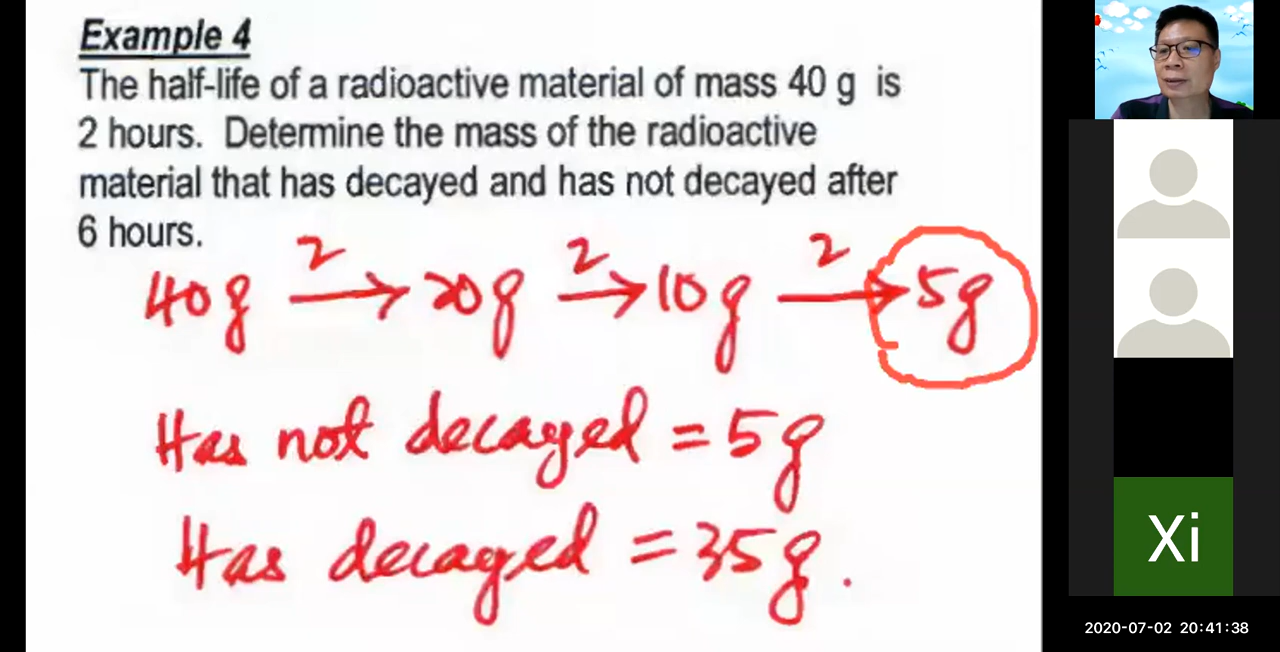 Example 4
The half-life of a radioactive material of mass 40 g is
2 hours. Determine the mass of the radioactive
material that has decayed and has not decayed after
6 hours.
40g 2→ 20g 2→ 10g 2→ 5g
Has not decayed = 5g
Has decayed = 35g.
Xi
2020-07-02 20:41:38